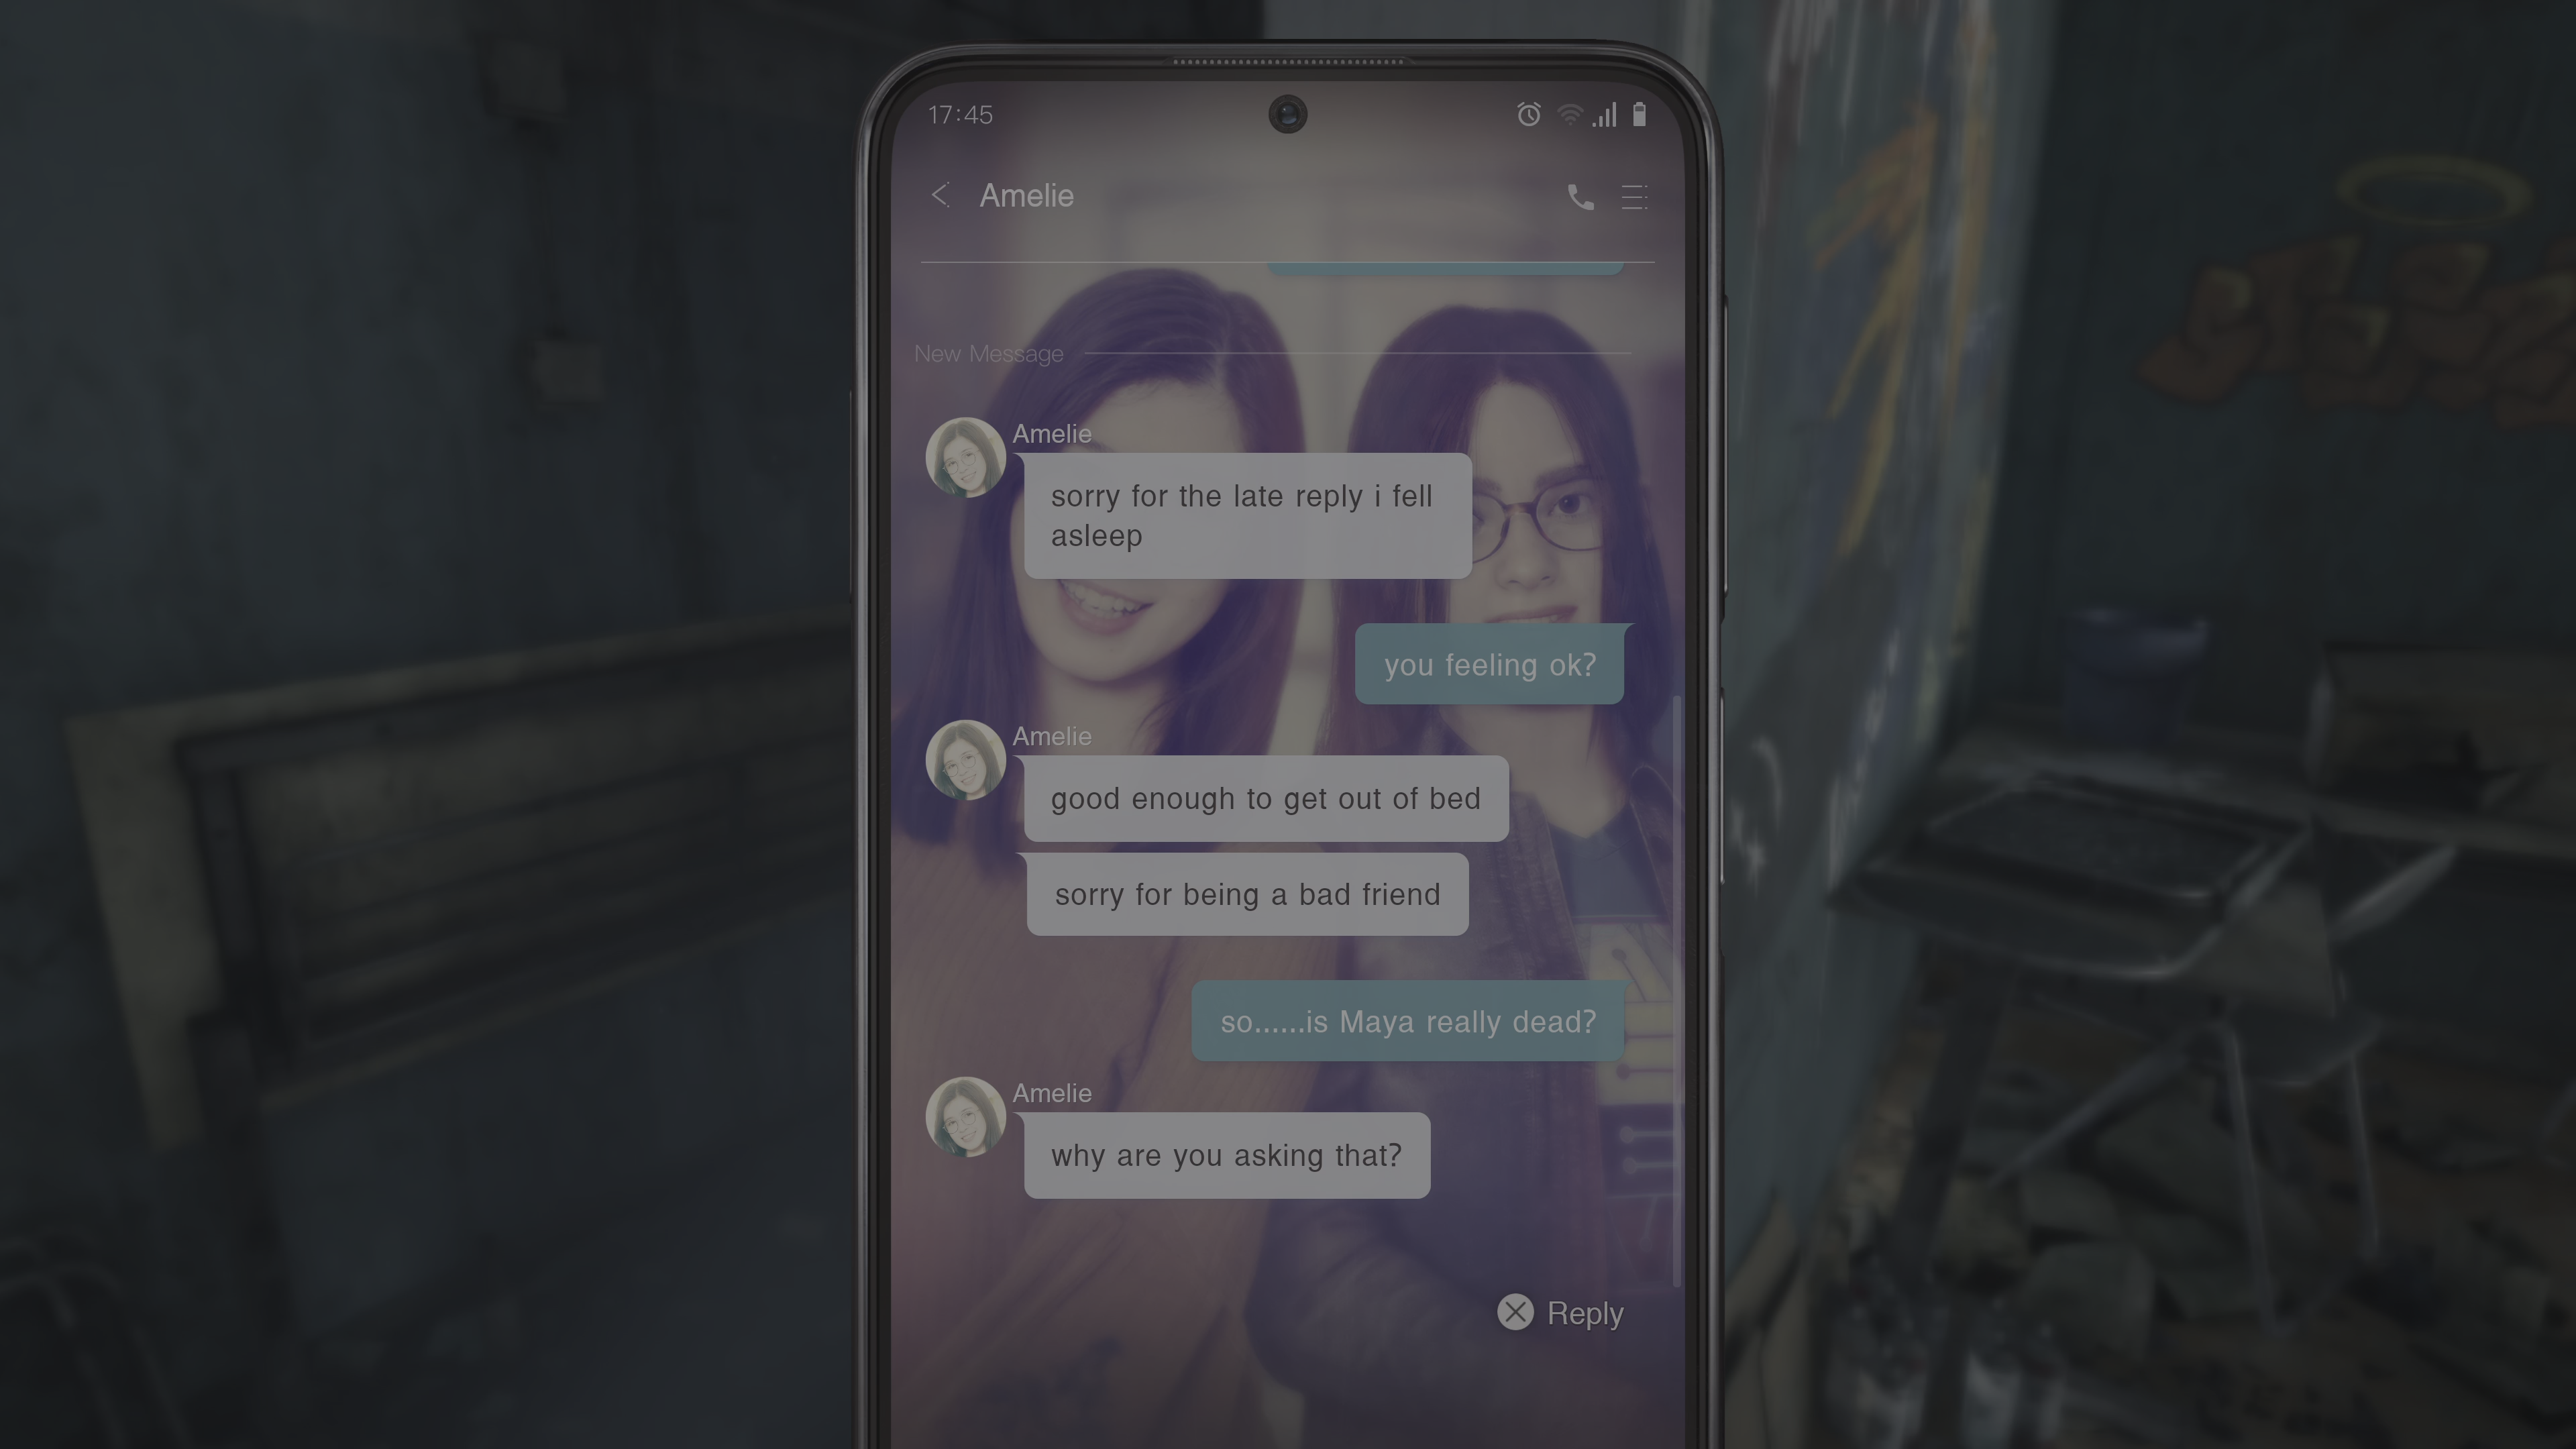 17:45
Amelie
New Message
Amelie
sorry for the late reply i fell
asleep
you feeling ok?
Amelie
good enough to get out of bed
sorry for being a bad friend
so......is Maya really dead?
Amelie
why are you asking that?
Reply